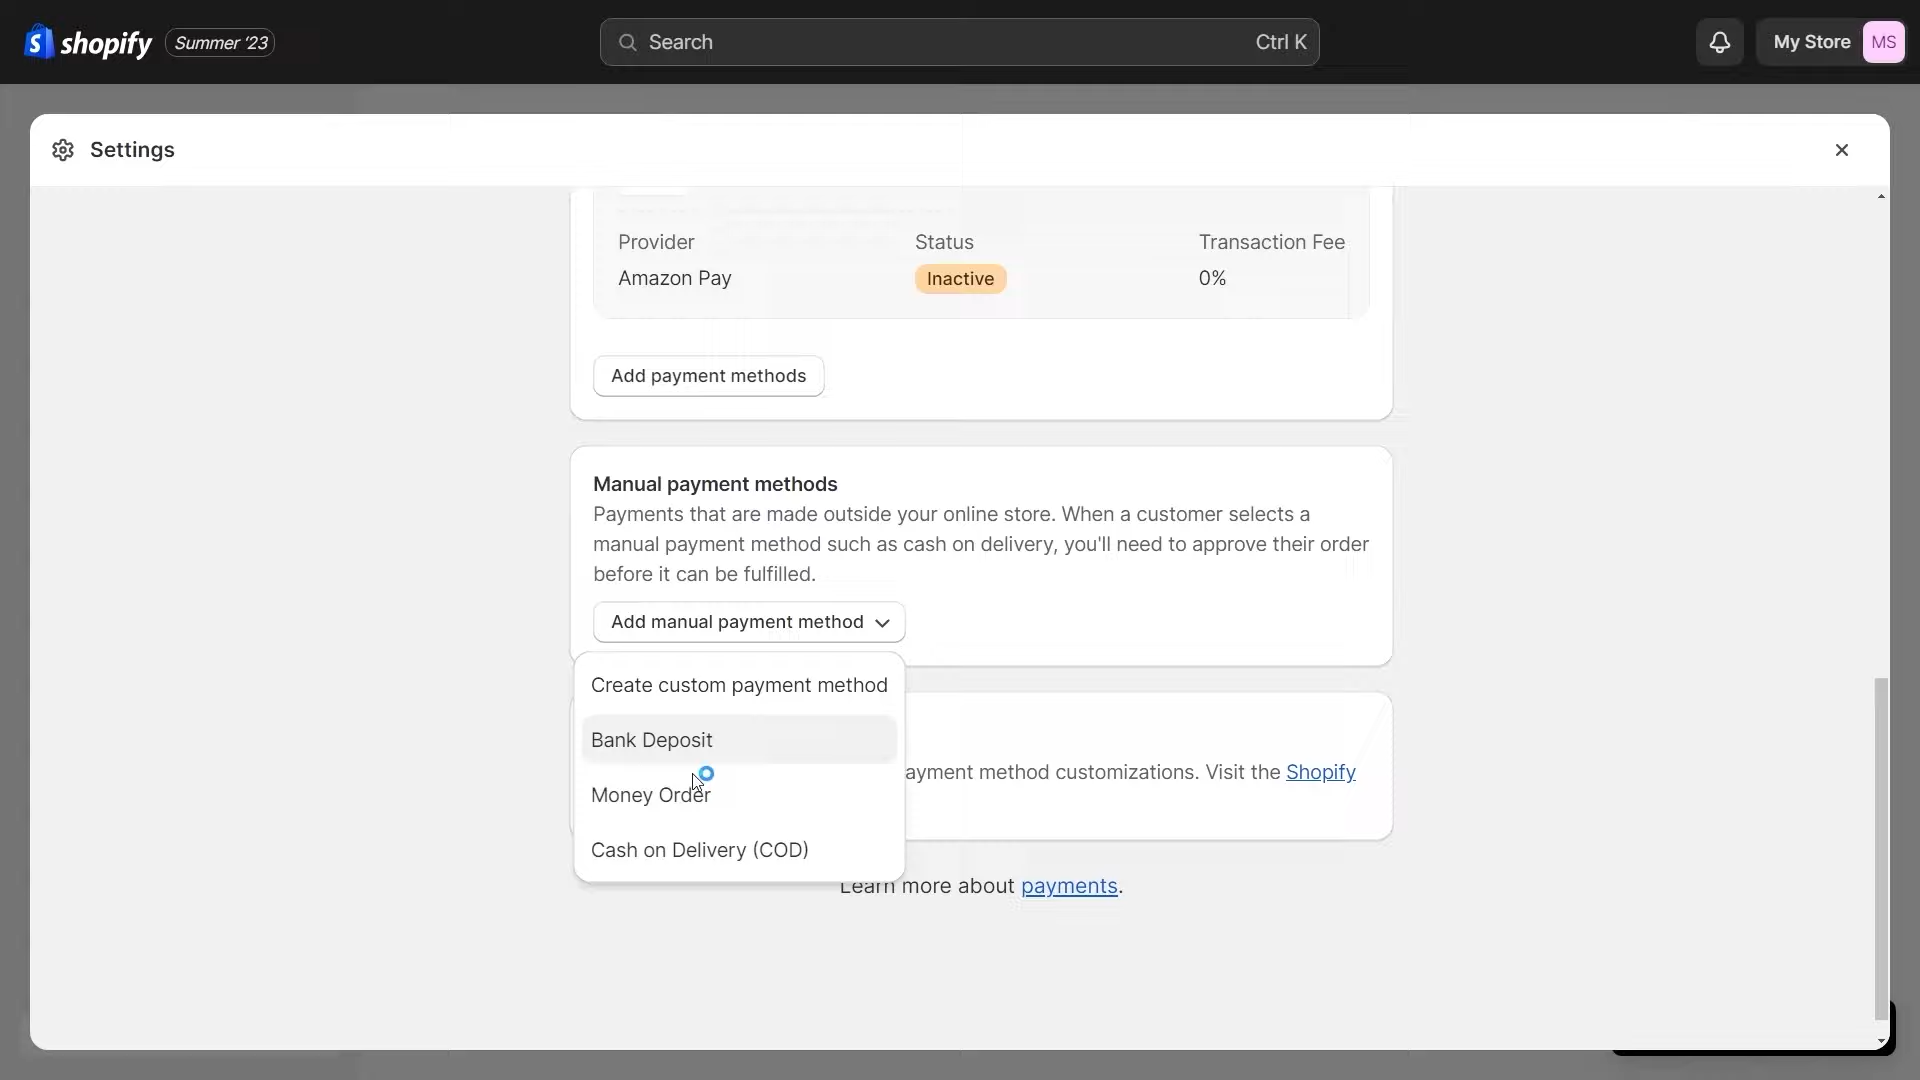 shopify Summer '23
Search Ctrl K
My Store MS
Settings
Provider Status Transaction Fee
Amazon Pay Inactive 0%
Add payment methods
Manual payment methods
Payments that are made outside your online store. When a customer selects a
manual payment method such as cash on delivery, you'll need to approve their order
before it can be fulfilled.
Add manual payment method
Create custom payment method
Bank Deposit
ayment method customizations. Visit the Shopify
Money Order
Cash on Delivery (COD)
Learn more about payments.